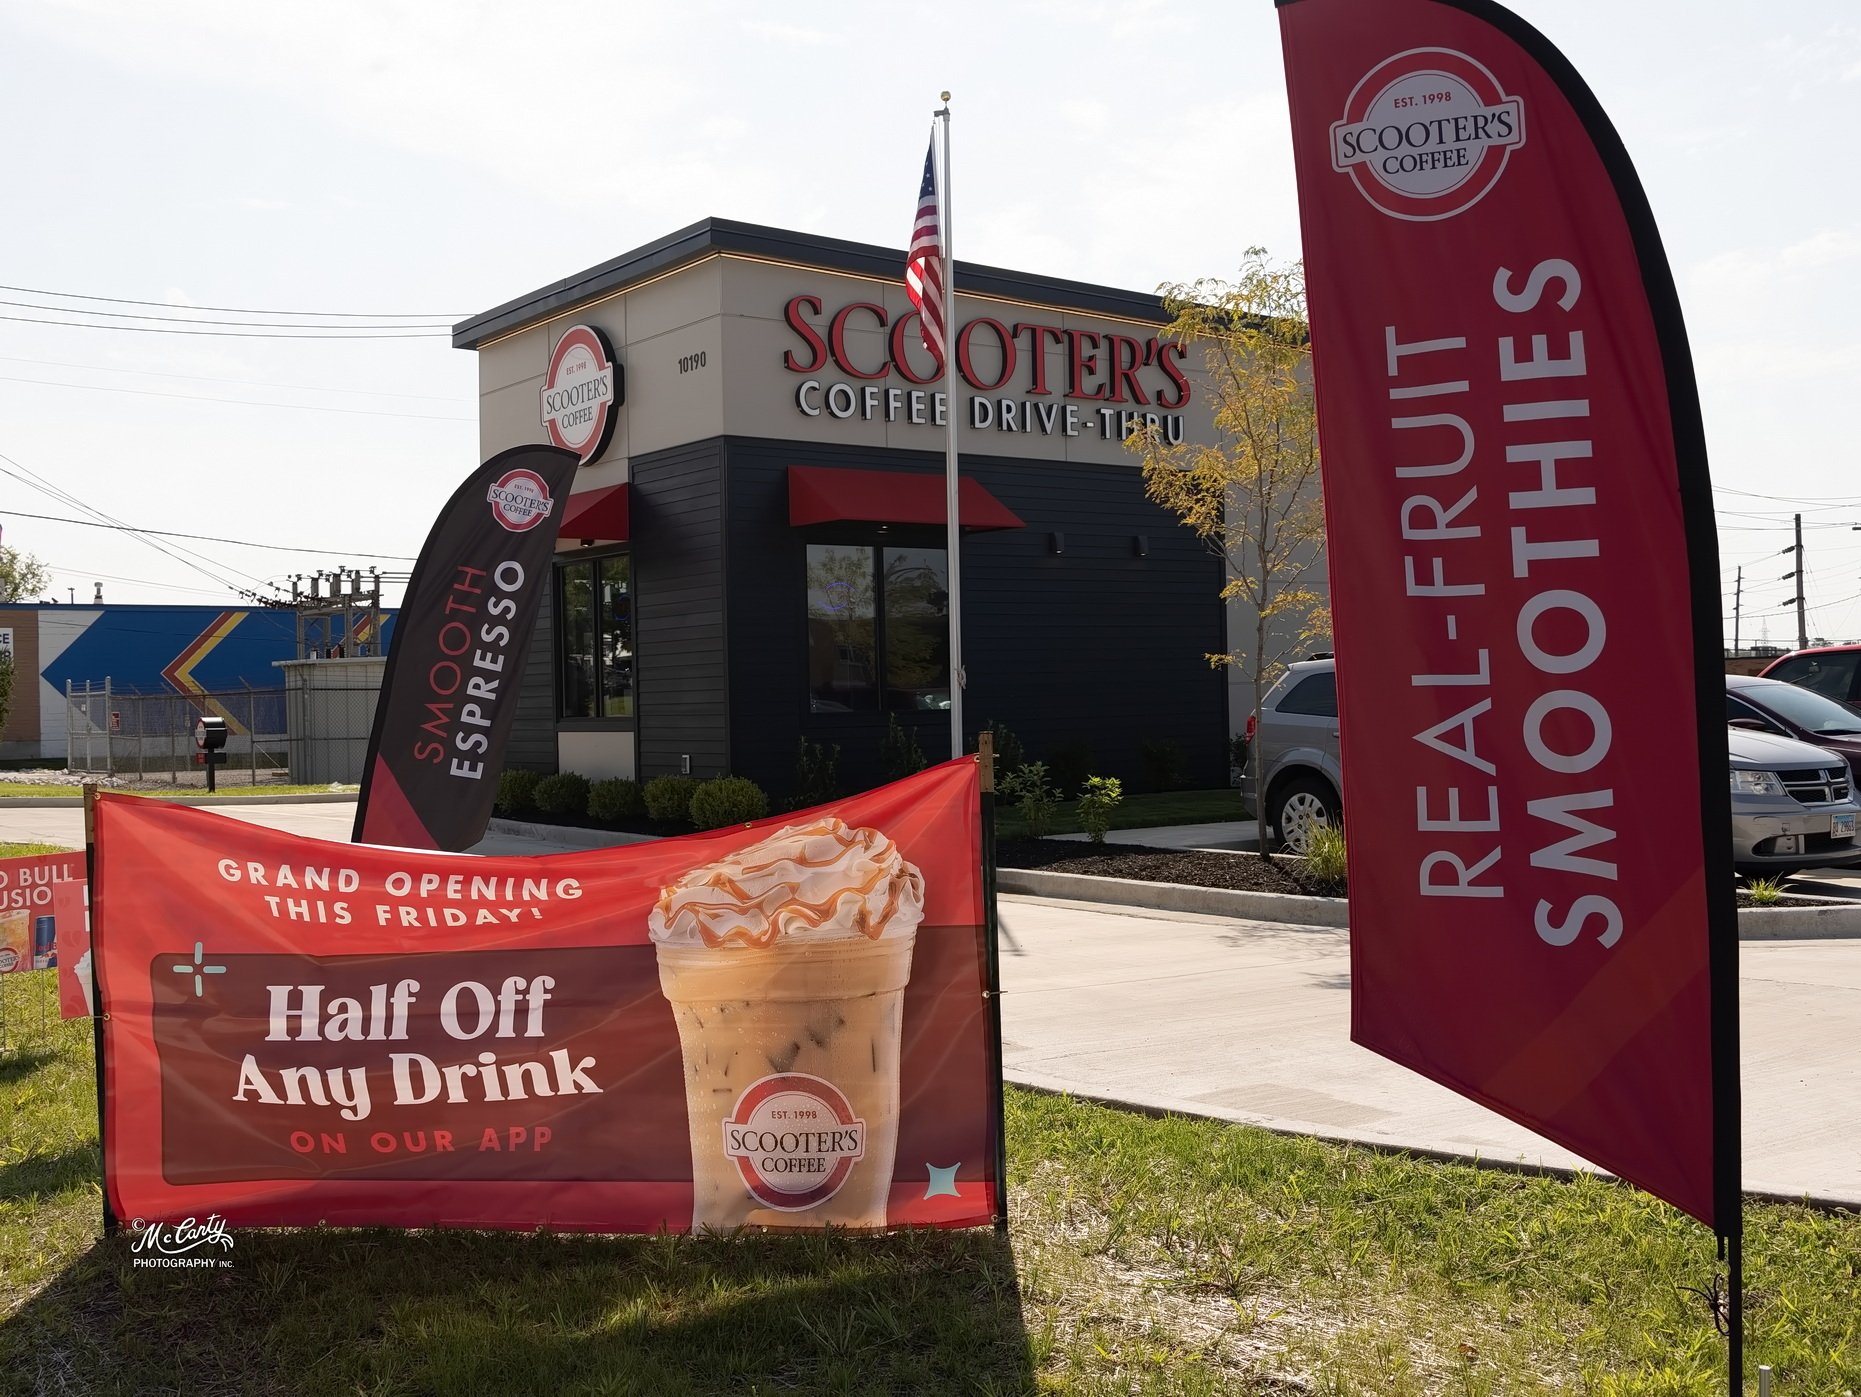 EST. 1998
SCOOTER'S
COFFEE
REAL-FRUIT
SMOOTHIES
10190
SCOOTER'S
COFFEE DRIVE-THRU
EST. 1998
SCOOTER'S
COFFEE
EST. 1998
SCOOTER'S
COFFEE
SMOOTH
ESPRESSO
GRAND OPENING
THIS FRIDAY!
Half Off
Any Drink
ON OUR APP
EST. 1998
SCOOTER'S
COFFEE
BULL
© McCarty
PHOTOGRAPHY INC.